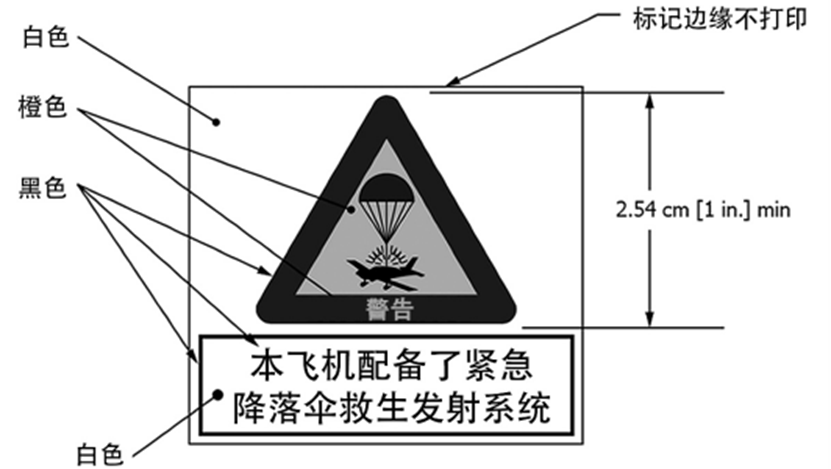 标记边缘不打印
白色
橙色
黑色
2.54 cm [1 in.] min
警告
本飞机配备了紧急
降落伞救生发射系统
白色